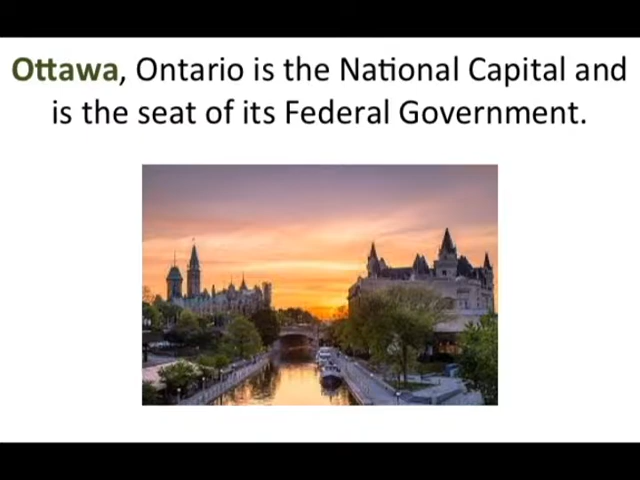 Ottawa, Ontario is the National Capital and
is the seat of its Federal Government.